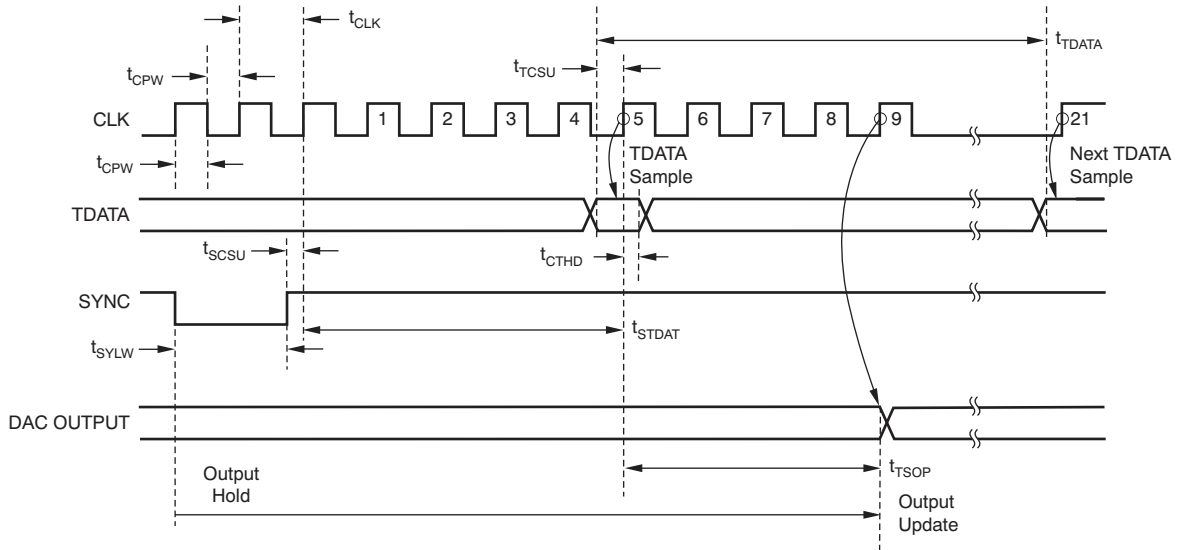 tCLK
tTDATA
tCPW
tTCSU
CLK
1
2
3
4
5
6
7
8
9
21
tCPW
TDATA
Sample
Next TDATA
Sample
TDATA
tSCSU
tCTHD
SYNC
tSTDAT
tSYLW
DAC OUTPUT
tTSOP
Output
Hold
Output
Update